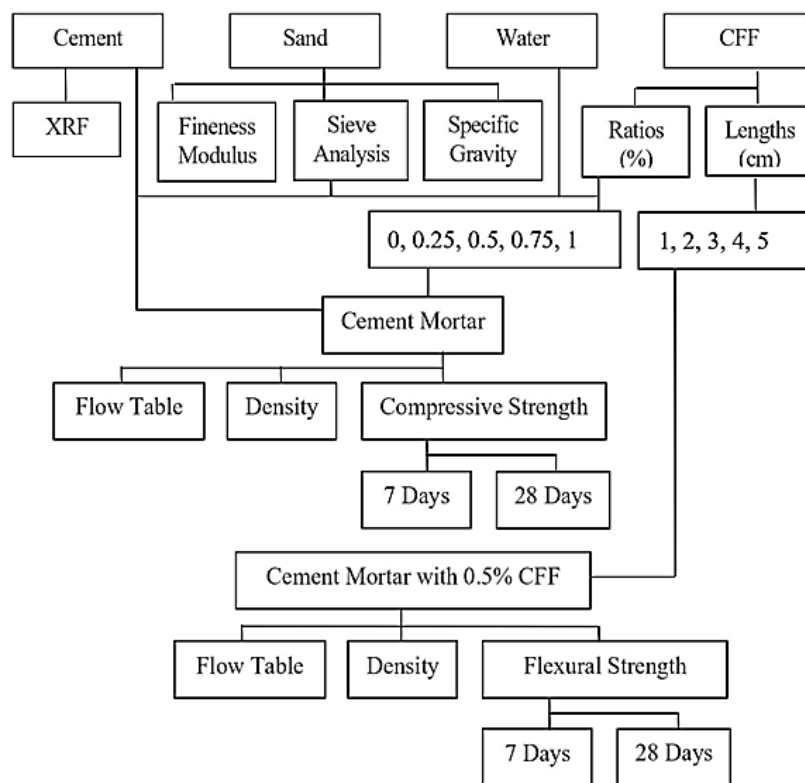 Cement
Sand
Water
CFF
XRF
Fineness
Modulus
Sieve
Analysis
Specific
Gravity
Ratios
(%)
Lengths
(cm)
0, 0.25, 0.5, 0.75, 1
1, 2, 3, 4, 5
Cement Mortar
Flow Table
Density
Compressive Strength
7 Days
28 Days
Cement Mortar with 0.5% CFF
Flow Table
Density
Flexural Strength
7 Days
28 Days